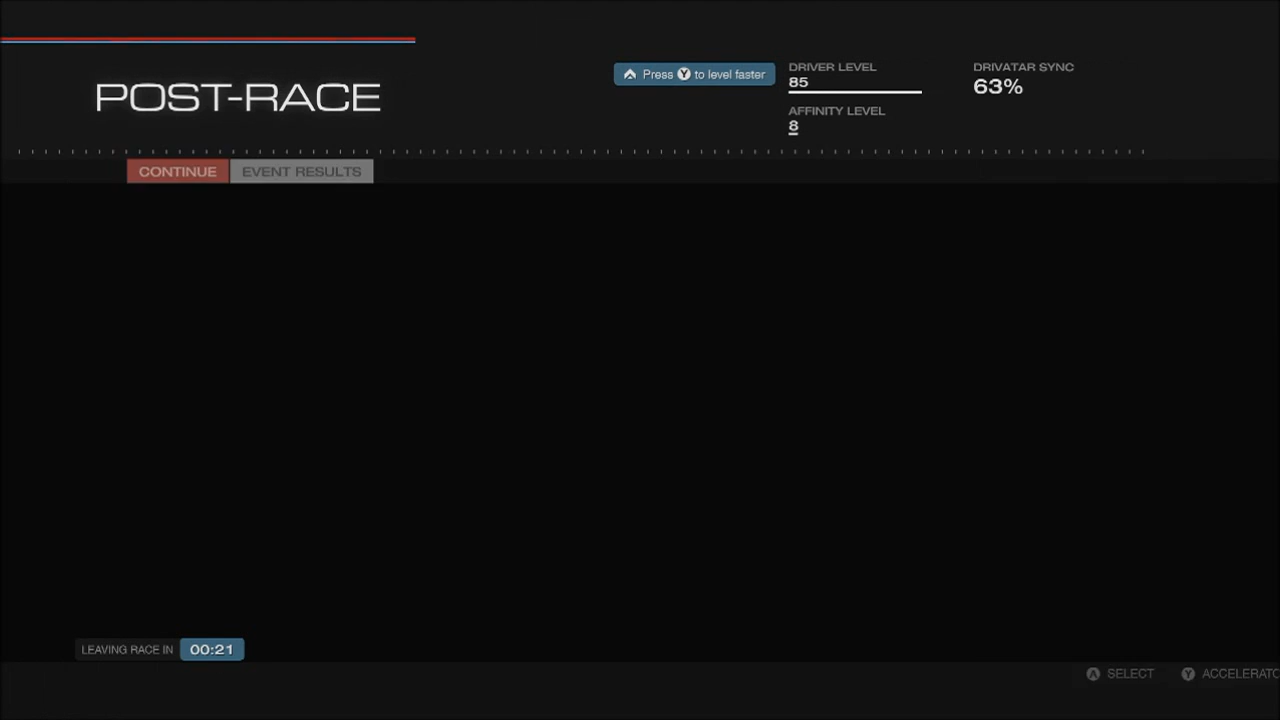 POST-RACE
Press Y to level faster
DRIVER LEVEL
85
AFFINITY LEVEL
8
DRIVATAR SYNC
63%
CONTINUE
EVENT RESULTS
LEAVING RACE IN 00:21
A SELECT
Y ACCELERATO